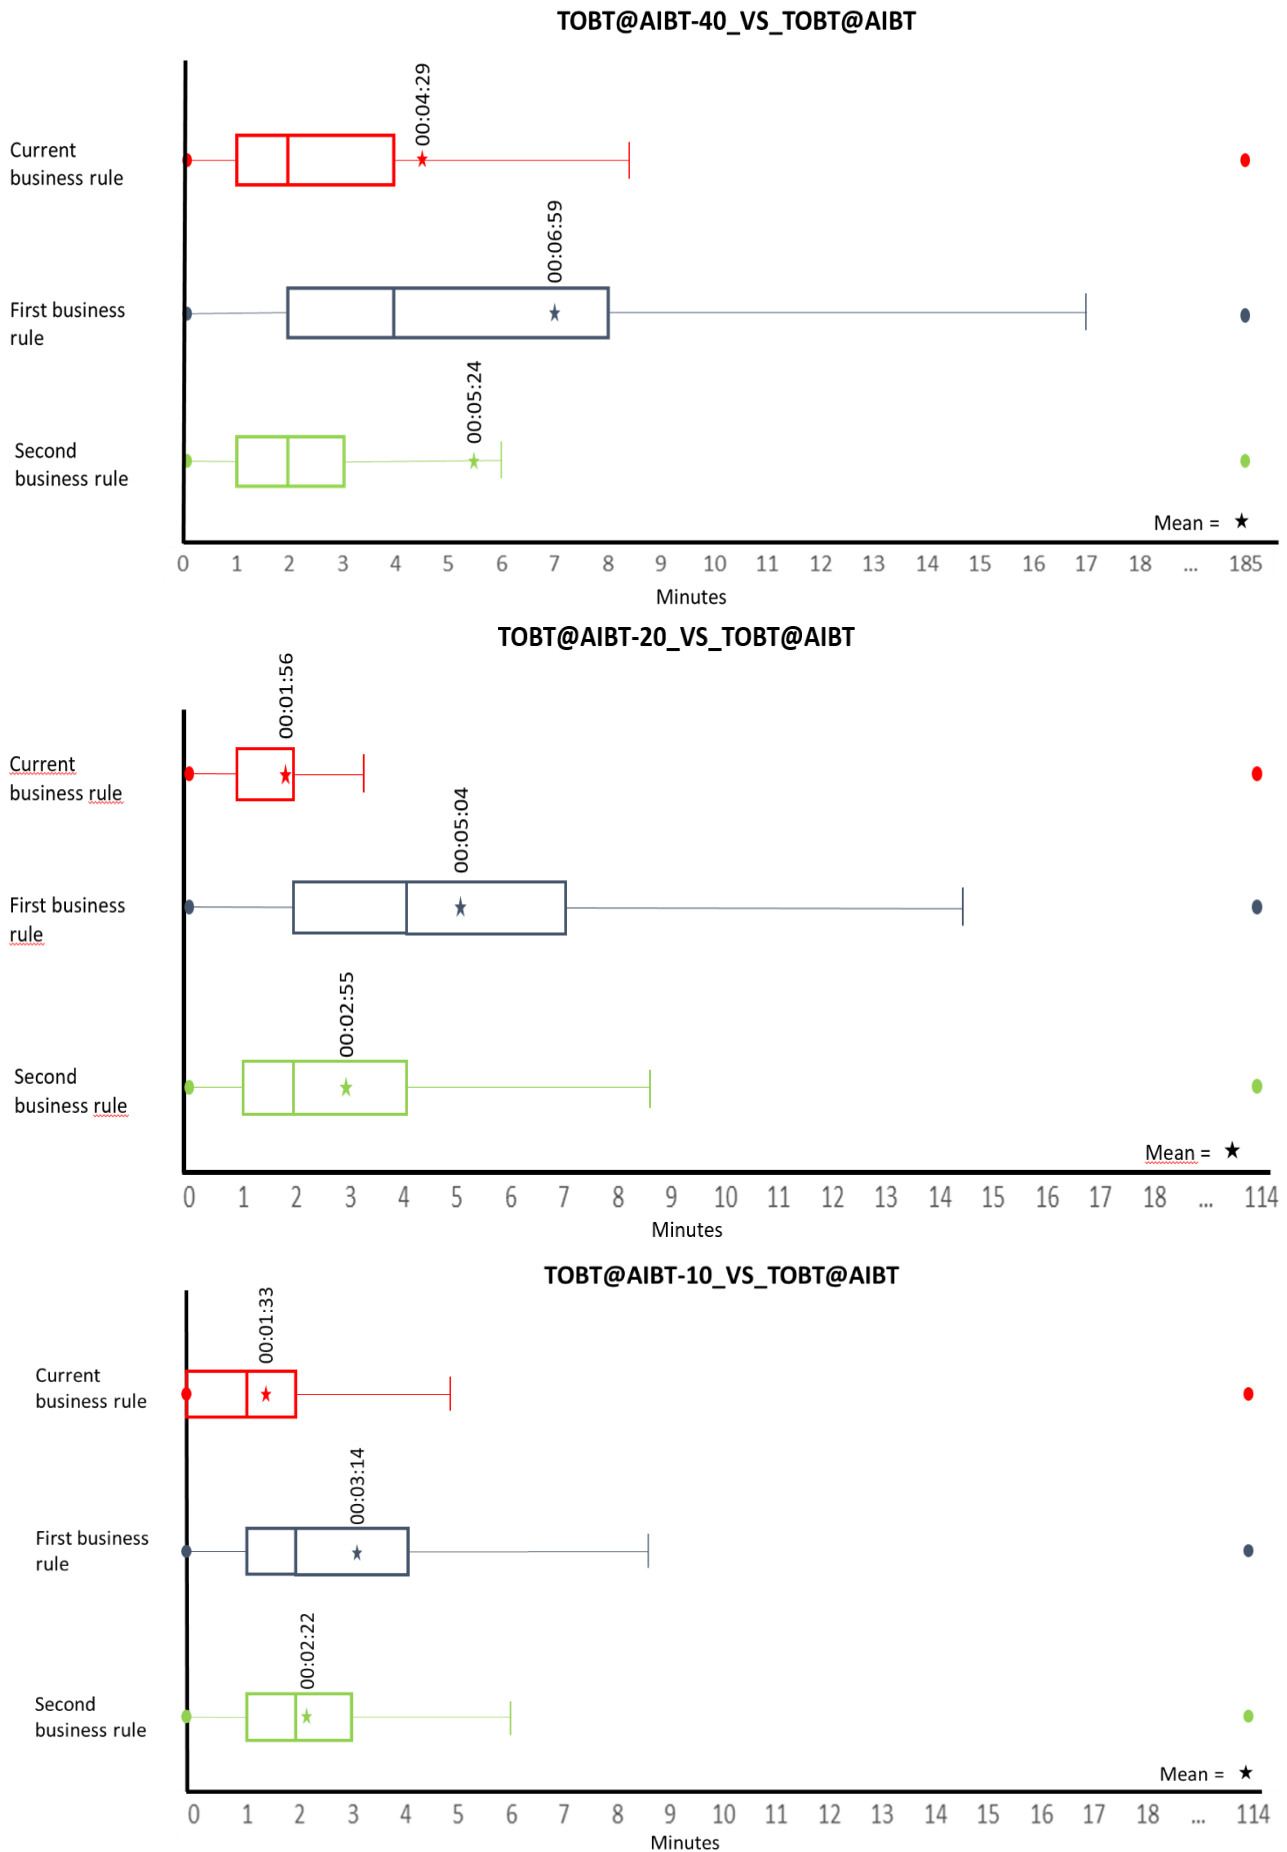 TOBT@AIBT-40_VS_TOBT@AIBT
00:04:29
Current
business rule
00:06:59
First business
rule
00:05:24
Second
business rule
Mean =
0 1 2 3 4 5 6 7 8 9 10 11 12 13 14 15 16 17 18 ... 185
Minutes
TOBT@AIBT-20_VS_TOBT@AIBT
00:01:56
Current
business rule
00:05:04
First business
rule
00:02:55
Second
business rule
Mean =
0 1 2 3 4 5 6 7 8 9 10 11 12 13 14 15 16 17 18 ... 114
Minutes
TOBT@AIBT-10_VS_TOBT@AIBT
00:01:33
Current
business rule
00:03:14
First business
rule
00:02:22
Second
business rule
Mean =
0 1 2 3 4 5 6 7 8 9 10 11 12 13 14 15 16 17 18 ... 114
Minutes